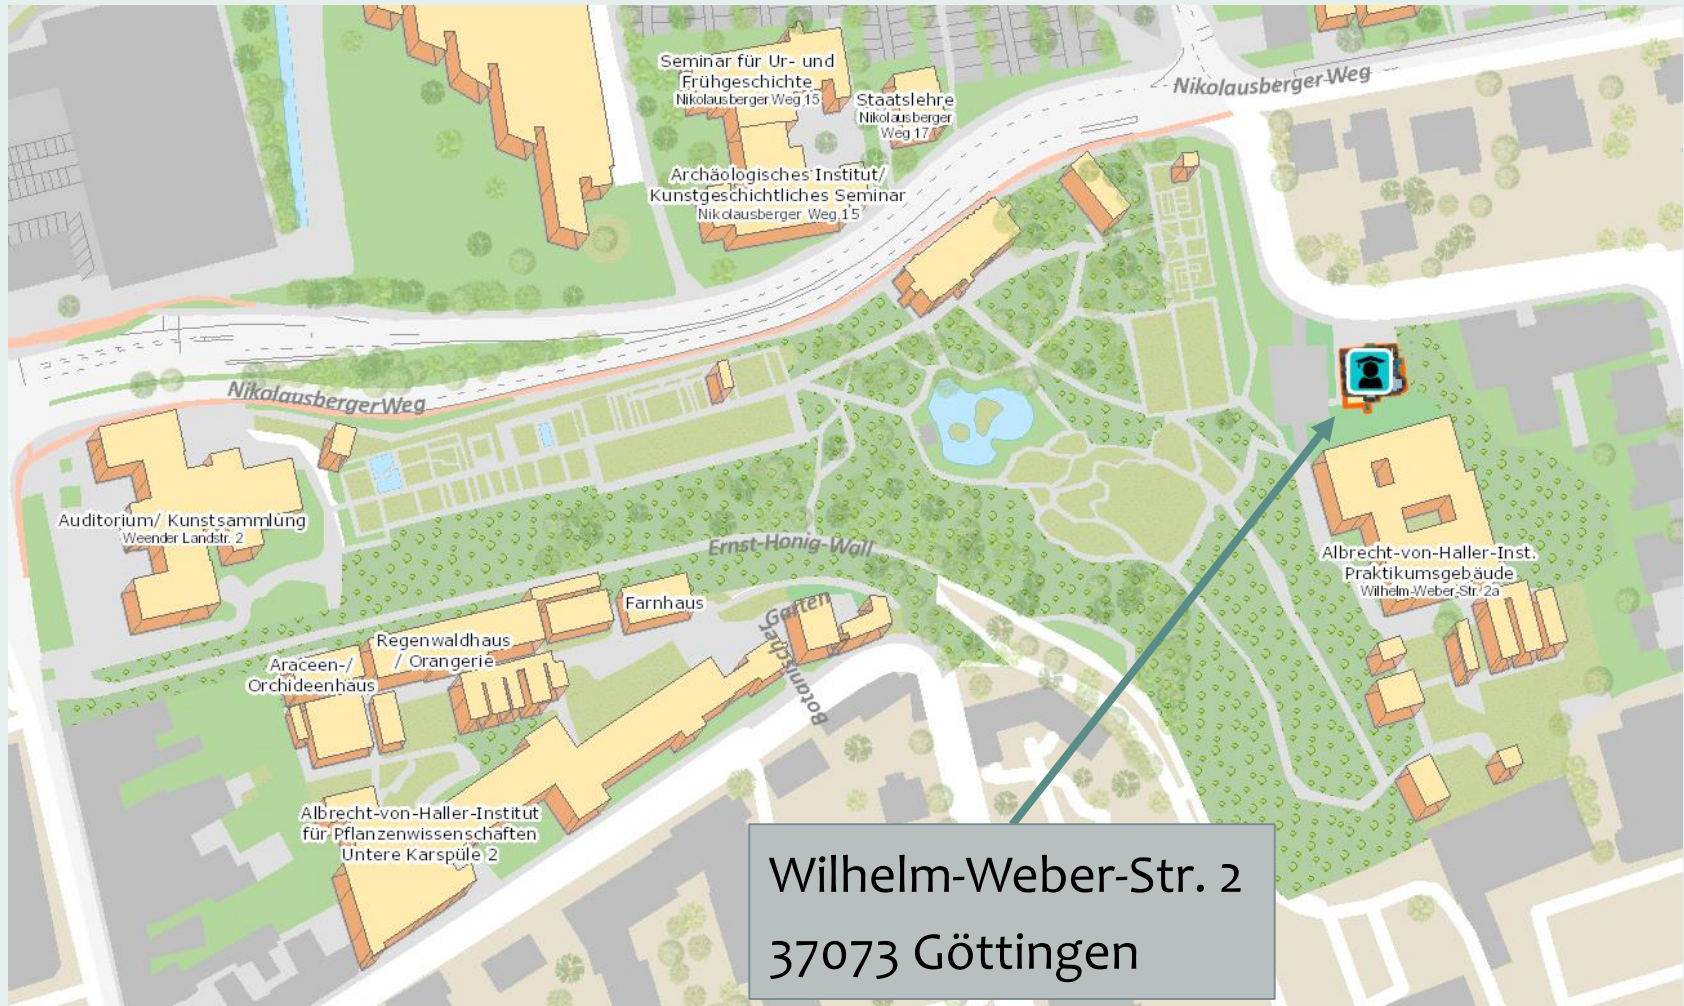 Seminar für Ur- und
Frühgeschichte
Nikolausberger Weg 15
Staatslehre
Nikolausberger
Weg 17
Nikolausberger Weg
Archäologisches Institut/
Kunstgeschichtliches Seminar
Nikolausberger Weg 15
Nikolausberger Weg
Auditorium/ Kunstsammlung
Weender Landstr. 2
Ernst-Honig-Wall
Albrecht-von-Haller-Inst.
Praktikumsgebäude
Wilhelm-Weber-Str. 2a
Farnhaus
Botanischer Garten
Regenwaldhaus
/ Orangerie
Araceen-/
Orchideenhaus
Albrecht-von-Haller-Institut
für Pflanzenwissenschaften
Untere Karspüle 2
Wilhelm-Weber-Str. 2
37073 Göttingen